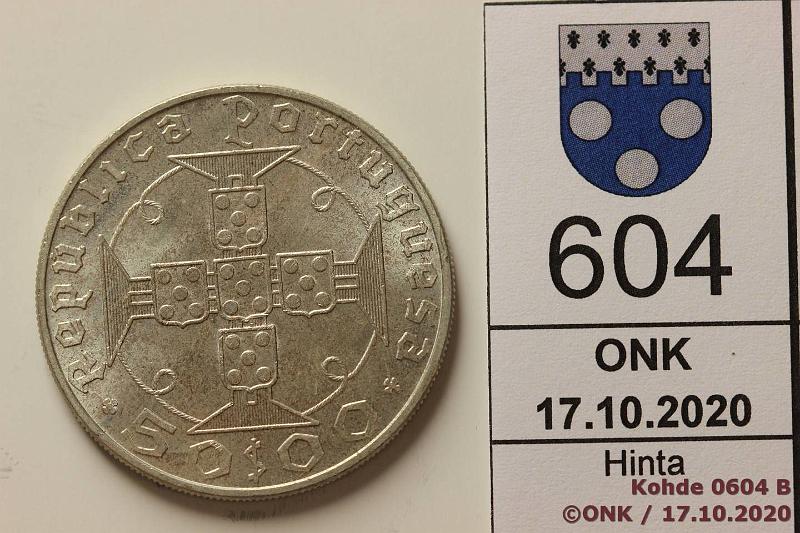 Republica Portuguesa
50$00
604
ONK
17.10.2020
Hinta
Kohde 0604 B
©ONK / 17.10.2020